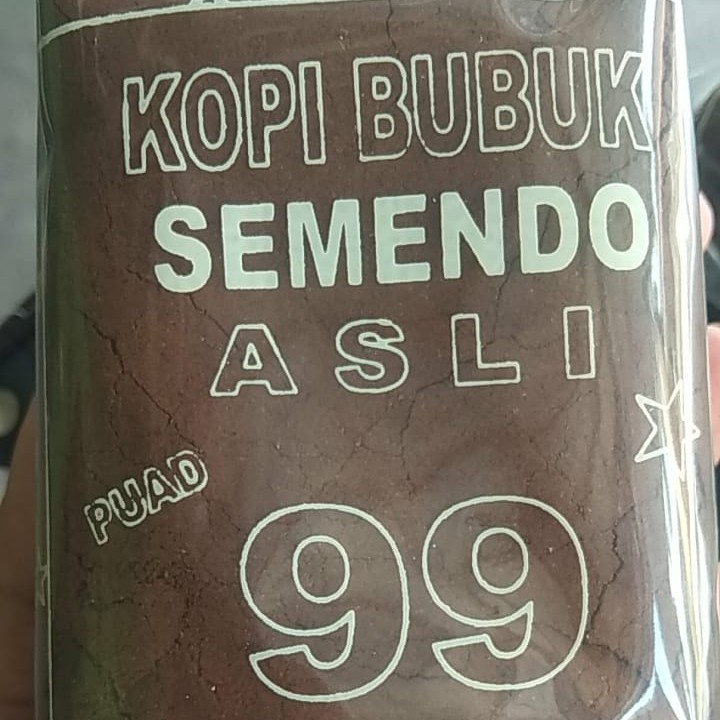 KOPI BUBUK
SEMENDO
ASLI
PUAD
99